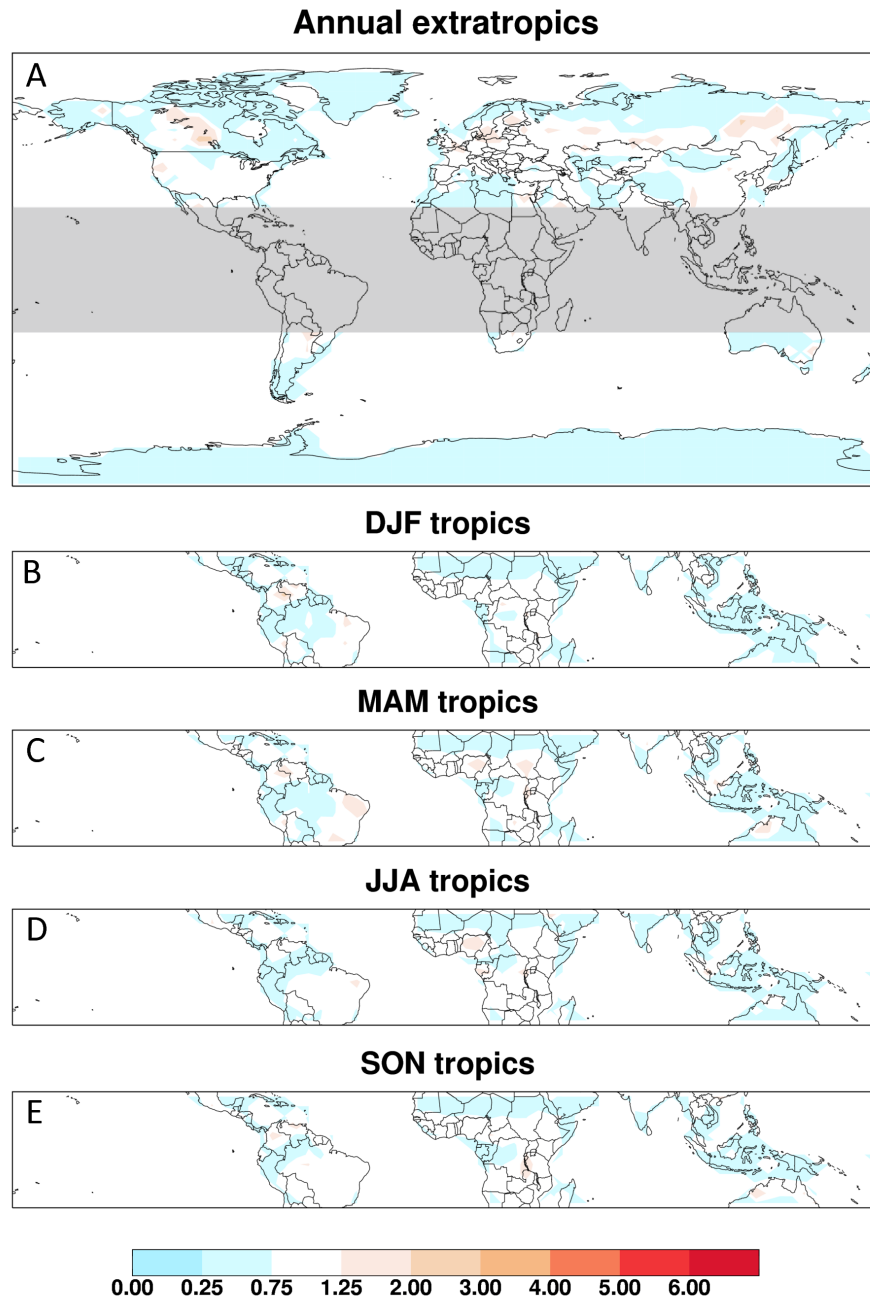 Annual extratropics
A
DJF tropics
B
MAM tropics
C
JJA tropics
D
SON tropics
E
0.00 0.25 0.75 1.25 2.00 3.00 4.00 5.00 6.00